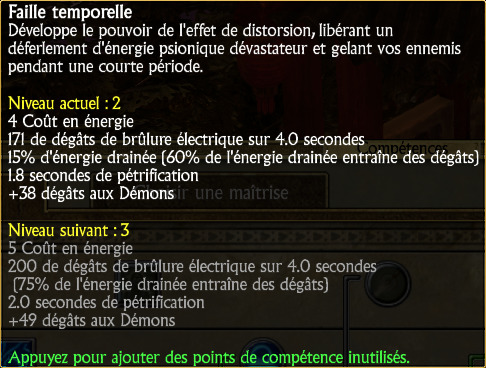 Faille temporelle
Développe le pouvoir de l'effet de distorsion, libérant un
déferlement d'énergie psionique dévastateur et gelant vos ennemis
pendant une courte période.
Niveau actuel : 2
4 Coût en énergie
171 de dégâts de brûlure électrique sur 4.0 secondes
Compétences
15% d'énergie drainée (60% de l'énergie drainée entraîne des dégâts)
1.8 secondes de pétrification
+38 dégâts aux Démons
Choisir une maîtrise
Niveau suivant : 3
5 Coût en énergie
200 de dégâts de brûlure électrique sur 4.0 secondes
(75% de l'énergie drainée entraîne des dégâts)
2.0 secondes de pétrification
+49 dégâts aux Démons
Appuyez pour ajouter des points de compétence inutilisés.